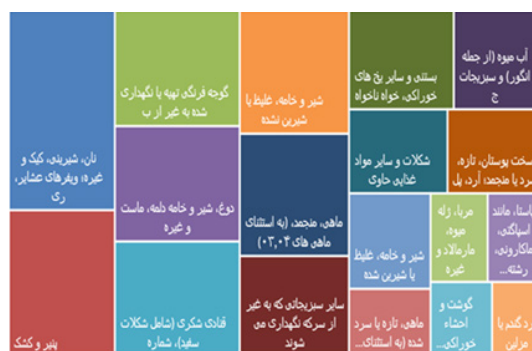 نان، شیرینی، کیک و
غیره؛ ویفرهای عشایر،
ری
پنیر و کشک
گوجه فرنگی تهیه یا نگهداری
شده به غیر از ب
دوغ، شیر و خامه دلمه، ماست
و غیره
قنادی شکری (شامل شکلات
سفید)، شماره
شیر و خامه، غلیظ یا
شیرین نشده
ماهی، منجمد، (به استثنای
ماهی های ۰۳,۰۴)
سایر سبزیجاتی که به غیر
از سرکه نگهداری می
شوند
بستنی و سایر یخ های
خوراکی، خواه ناخواه
آب میوه (از جمله
انگور) و سبزیجات
ج
شکلات و سایر مواد
غذایی حاوی
سخت پوستان، تازه،
سرد یا منجمد؛ آرد، پل
شیر و خامه، غلیظ
یا شیرین شده
مربا، ژله
میوه،
مارمالاد و
غیره
پاستا، مانند
اسپاگتی،
ماکارونی،
رشته...
ماهی، تازه یا سرد
شده (به استثنای...
گوشت و
احشاء
خوراکی...
رد گندم یا
مزلین